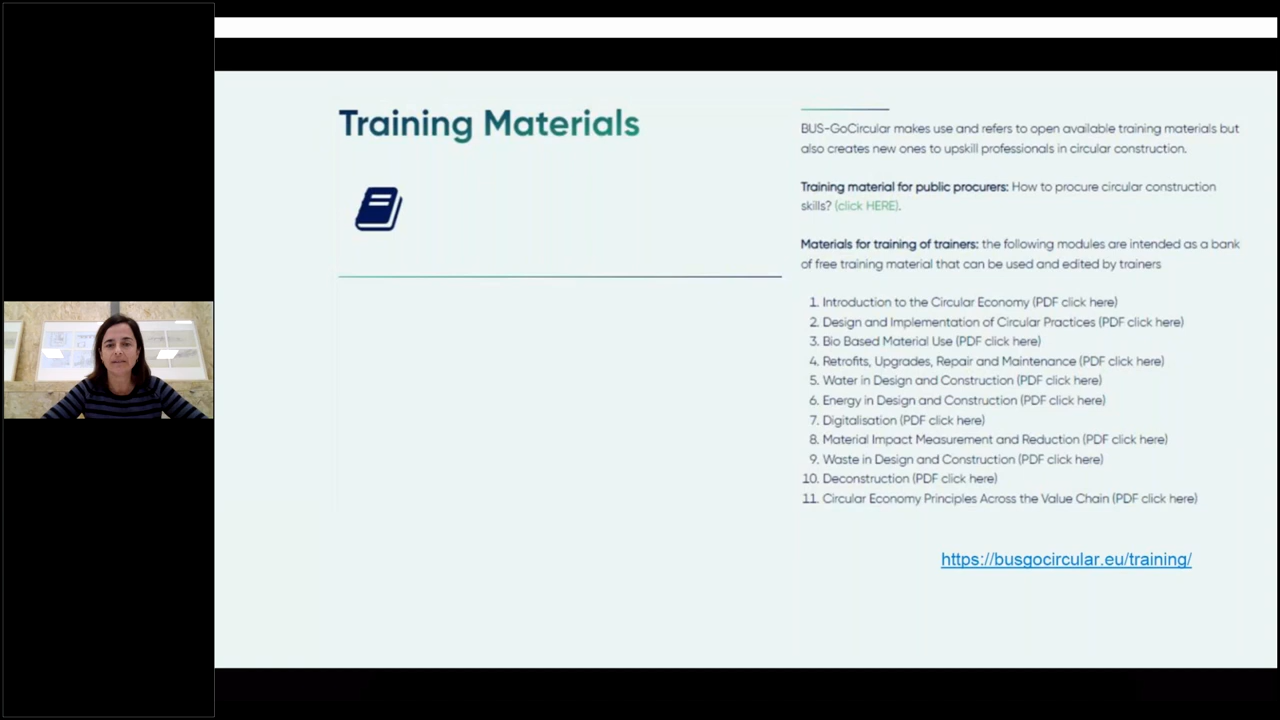 Training Materials
BUS-GoCircular makes use and refers to open available training materials but
also creates new ones to upskill professionals in circular construction.
Training material for public procurers: How to procure circular construction
skills? (click HERE).
Materials for training of trainers: the following modules are intended as a bank
of free training material that can be used and edited by trainers
1. Introduction to the Circular Economy (PDF click here)
2. Design and Implementation of Circular Practices (PDF click here)
3. Bio Based Material Use (PDF click here)
4. Retrofits, Upgrades, Repair and Maintenance (PDF click here)
5. Water in Design and Construction (PDF click here)
6. Energy in Design and Construction (PDF click here)
7. Digitalisation (PDF click here)
8. Material Impact Measurement and Reduction (PDF click here)
9. Waste in Design and Construction (PDF click here)
10. Deconstruction (PDF click here)
11. Circular Economy Principles Across the Value Chain (PDF click here)
https://busgocircular.eu/training/